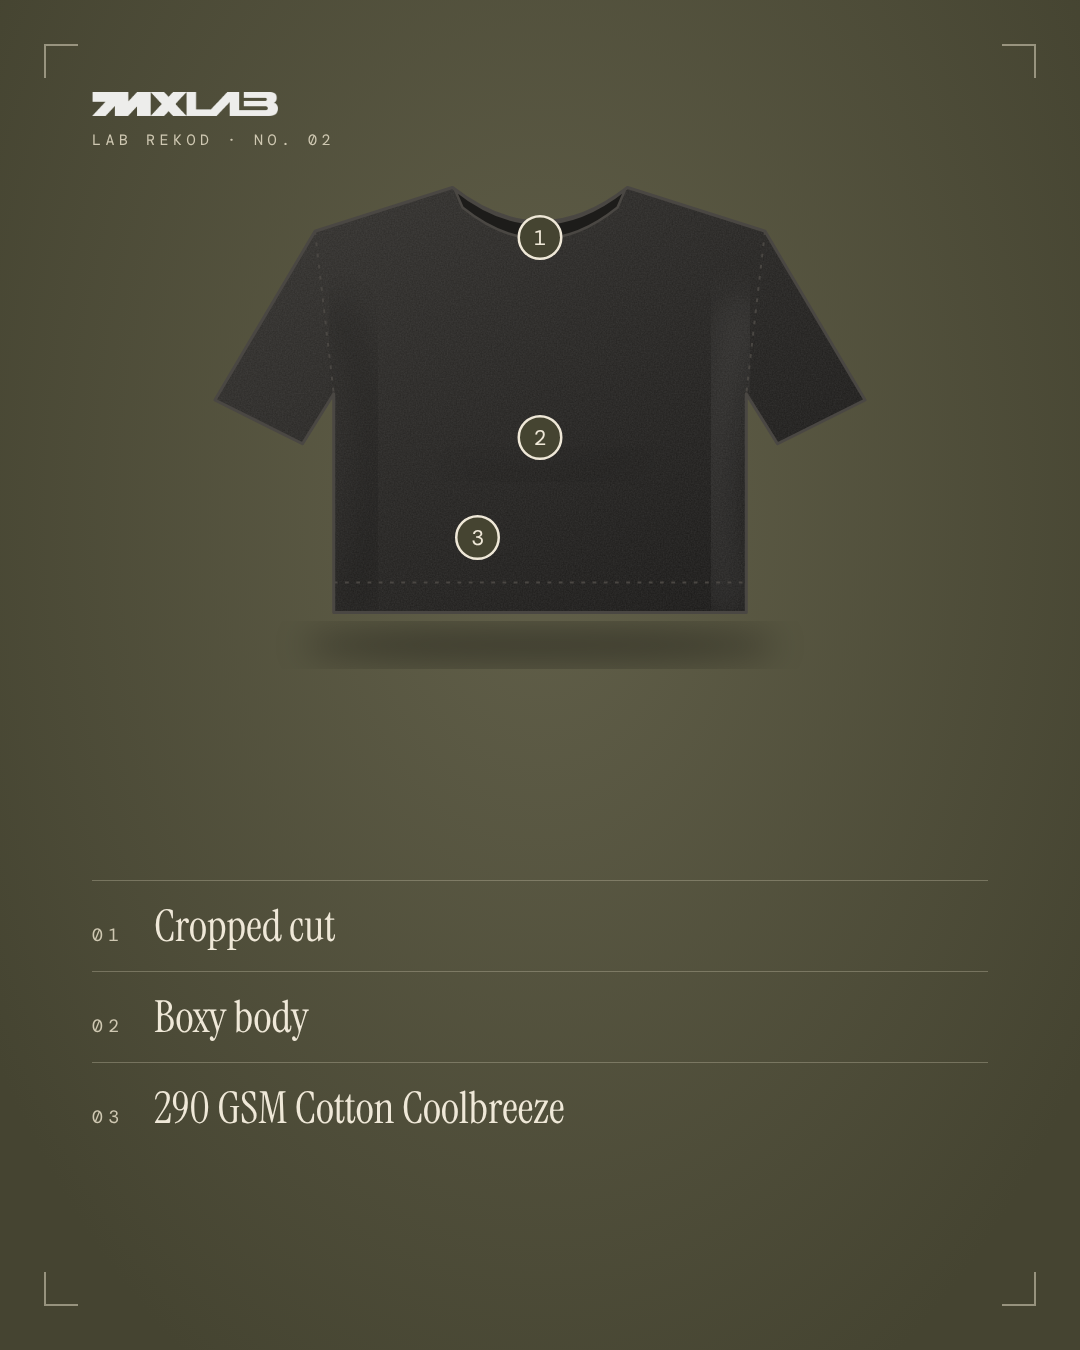 MXLAB
LAB REKOD · NO. 02
1
2
3
01 Cropped cut
02 Boxy body
03 290 GSM Cotton Coolbreeze